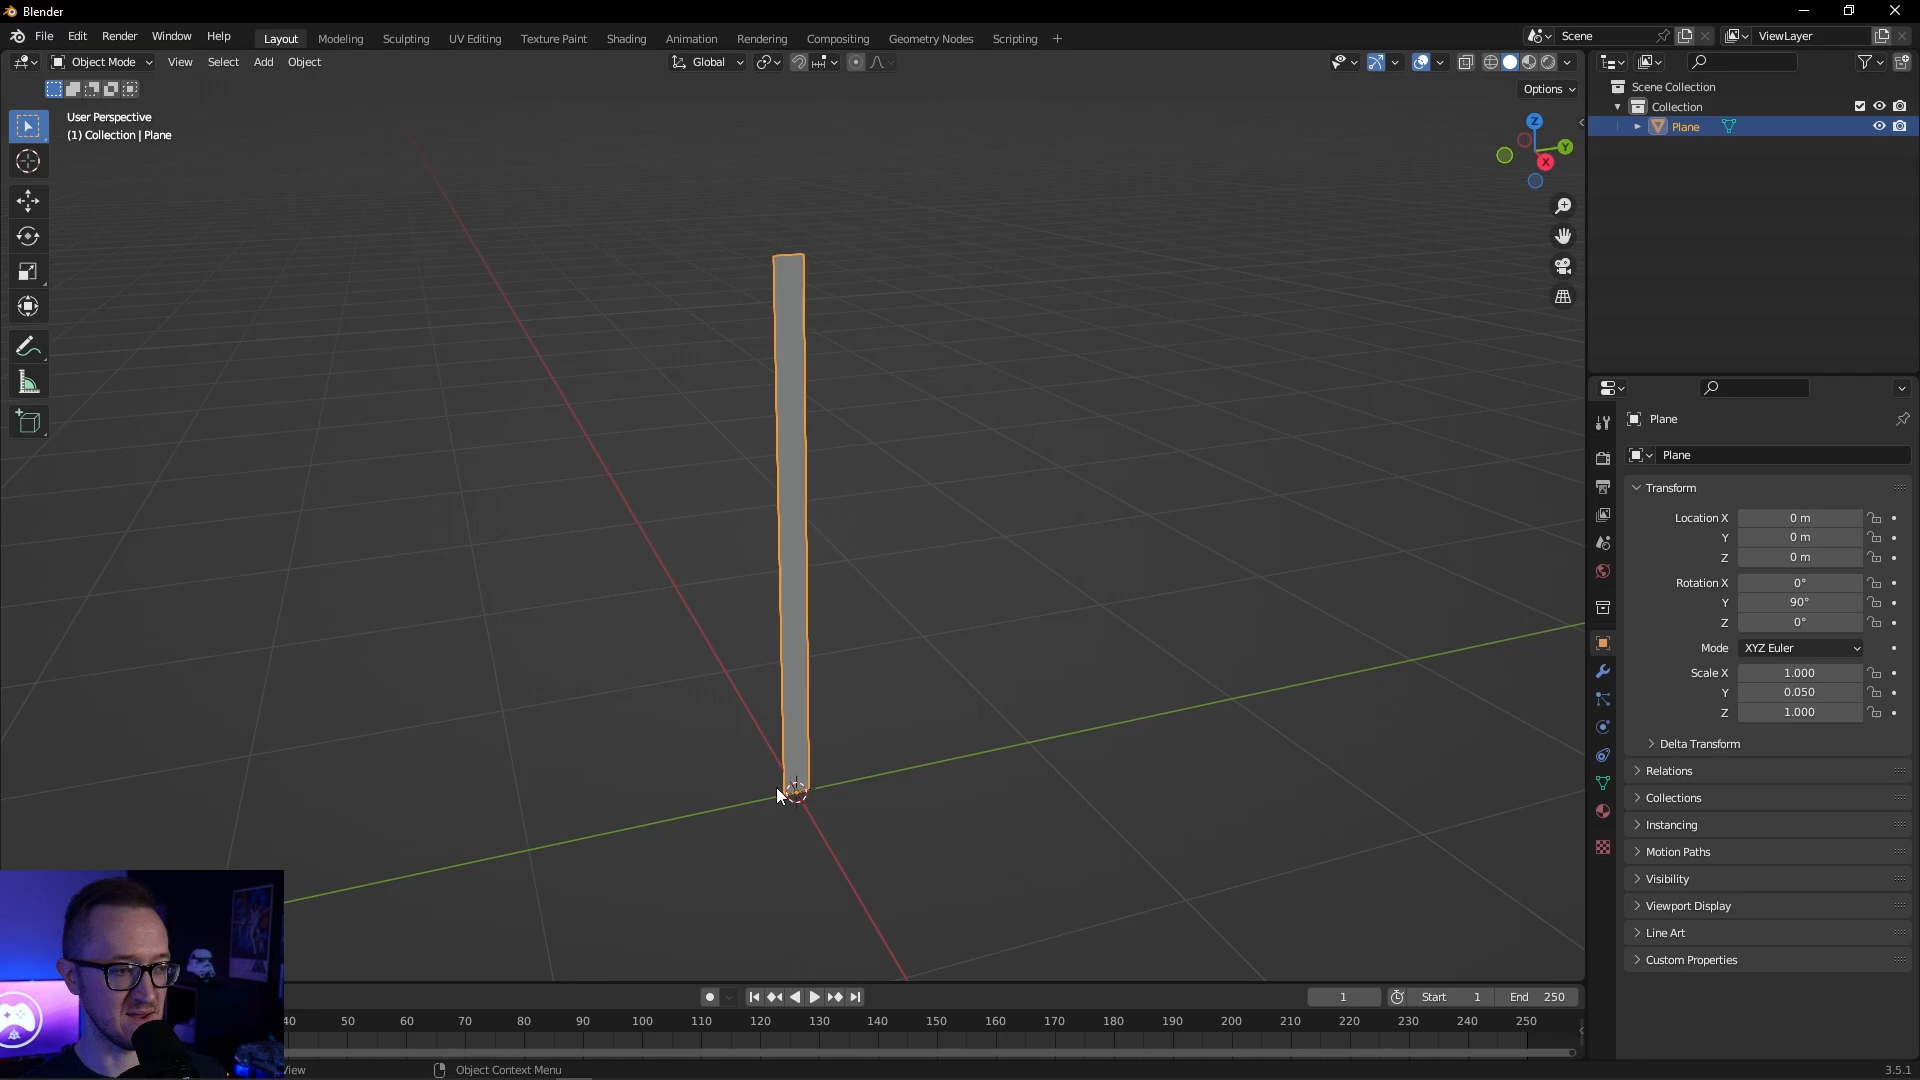 Blender
File Edit Render Window Help
Layout Modeling Sculpting UV Editing Texture Paint Shading Animation Rendering Compositing Geometry Nodes Scripting +
Scene
ViewLayer
Object Mode View Select Add Object
Global
Options
User Perspective
(1) Collection | Plane
Z
Y
X
Scene Collection
Collection
Plane
Plane
Plane
Transform
Location X 0 m
Y 0 m
Z 0 m
Rotation X 0°
Y 90°
Z 0°
Mode XYZ Euler
Scale X 1.000
Y 0.050
Z 1.000
Delta Transform
Relations
Collections
Instancing
Motion Paths
Visibility
Viewport Display
Line Art
Custom Properties
1 Start 1 End 250
40 50 60 70 80 90 100 110 120 130 140 150 160 170 180 190 200 210 220 230 240 250
View Object Context Menu 3.5.1